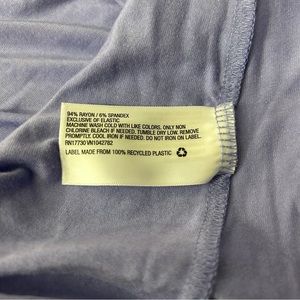 94% RAYON / 6% SPANDEX
EXCLUSIVE OF ELASTIC
MACHINE WASH COLD WITH LIKE COLORS. ONLY NON
CHLORINE BLEACH IF NEEDED. TUMBLE DRY LOW. REMOVE
PROMPTLY. COOL IRON IF NEEDED. DO NOT IRON ON LABEL.
RN17730 VN1042782
LABEL MADE FROM 100% RECYCLED PLASTIC